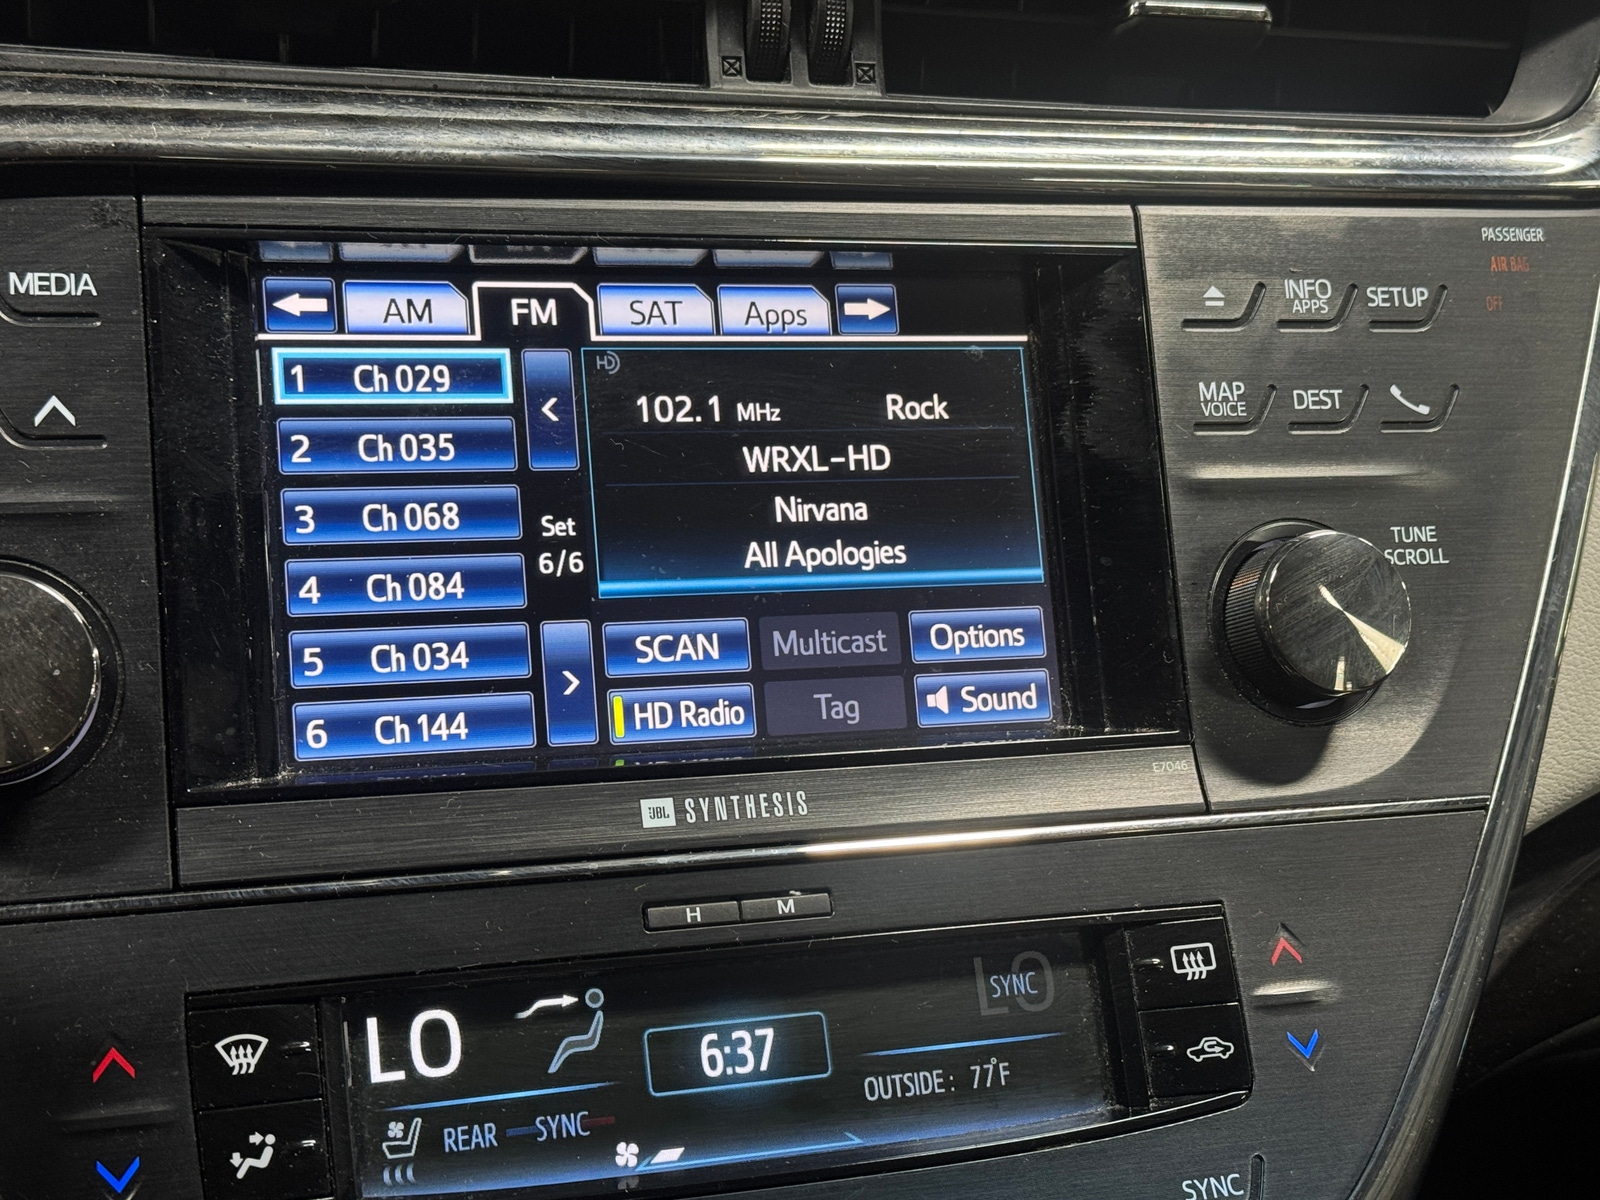 PASSENGER
AIR BAG
OFF
MEDIA
INFO
APPS
SETUP
MAP
VOICE
DEST
TUNE
SCROLL
AM
FM
SAT
Apps
1 Ch 029
2 Ch 035
3 Ch 068
4 Ch 084
5 Ch 034
6 Ch 144
<
Set
6/6
>
HD
102.1 MHz Rock
WRXL-HD
Nirvana
All Apologies
SCAN
Multicast
Options
HD Radio
Tag
Sound
E7046
JBL SYNTHESIS
H
M
LO
6:37
SYNC
LO
OUTSIDE: 77°F
REAR
SYNC
SYNC